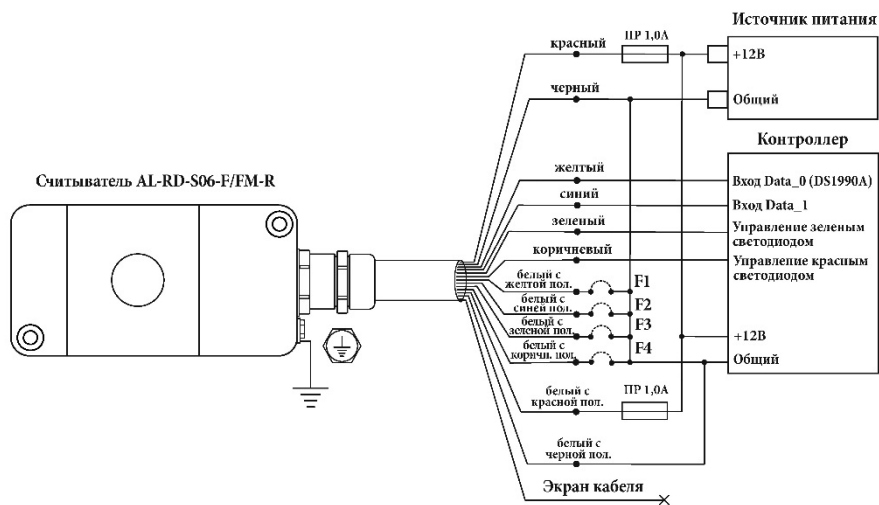 Источник питания
красный
ПР 1,0А
+12В
черный
Общий
Контроллер
желтый
Считыватель AL-RD-S06-F/FM-R
Вход Data_0 (DS1990A)
синий
Вход Data_1
зеленый
Управление зеленым
светодиодом
коричневый
Управление красным
светодиодом
белый с
желтой пол.
F1
белый с
синей пол.
F2
белый с
зеленой пол.
F3
белый с
коричн. пол.
F4
+12В
Общий
белый с
красной пол.
ПР 1,0А
белый с
черной пол.
Экран кабеля